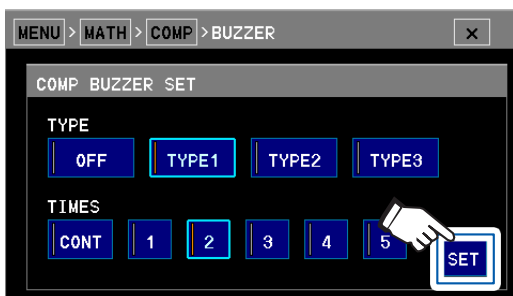 MENU > MATH > COMP > BUZZER ×
COMP BUZZER SET
TYPE
OFF TYPE1 TYPE2 TYPE3
TIMES
CONT 1 2 3 4 5 SET